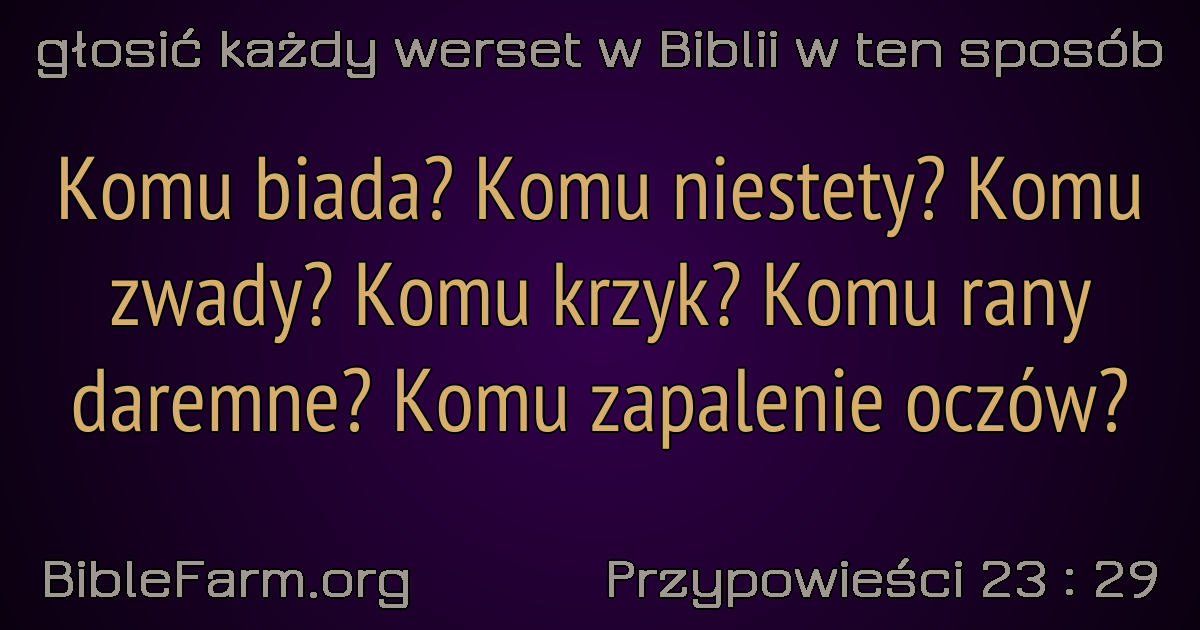 głosić każdy werset w Biblii w ten sposób
Komu biada? Komu niestety? Komu
zwady? Komu krzyk? Komu rany
daremne? Komu zapalenie oczów?
BibleFarm.org
Przypowieści 23 : 29